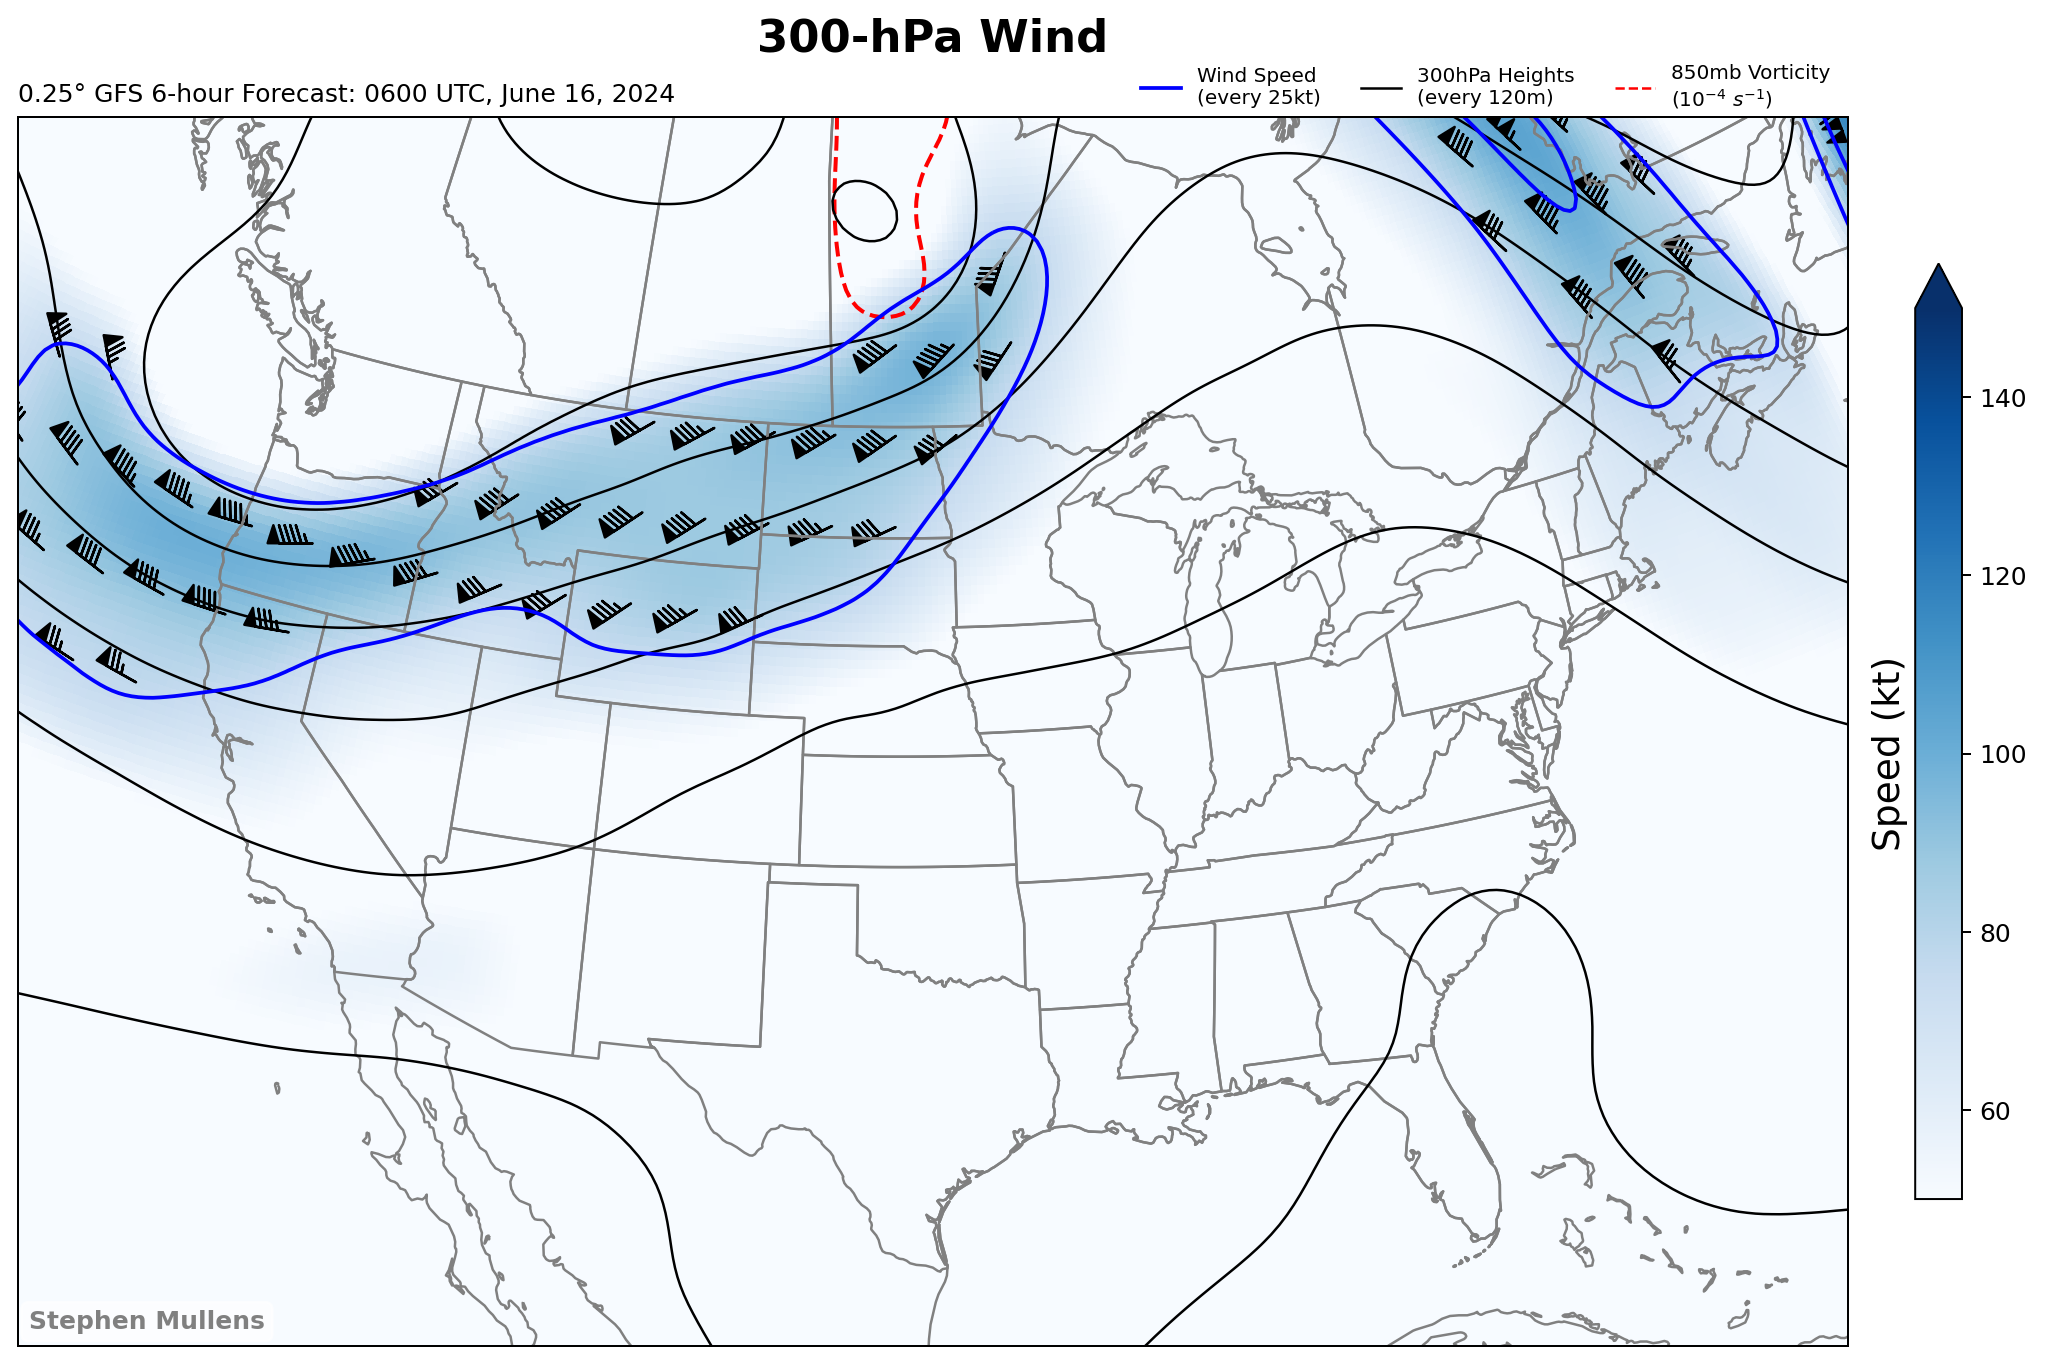 300-hPa Wind
0.25° GFS 6-hour Forecast: 0600 UTC, June 16, 2024
Wind Speed
(every 25kt)
300hPa Heights
(every 120m)
850mb Vorticity
(10⁻⁴ s⁻¹)
140
120
100
80
60
Speed (kt)
Stephen Mullens